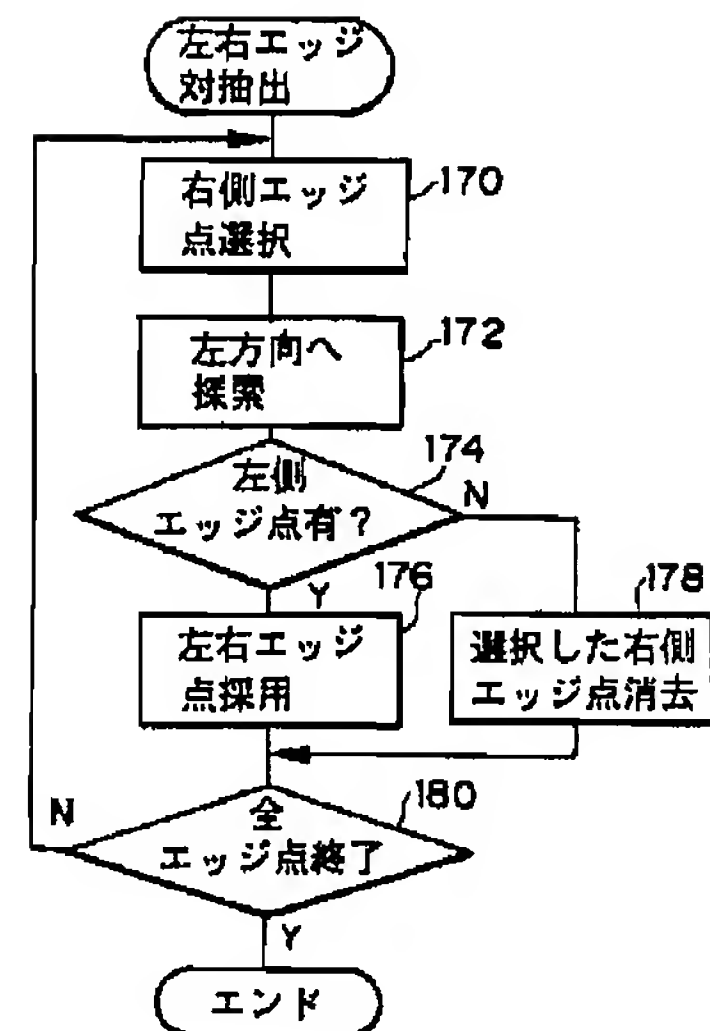 左右エッジ
対抽出
右側エッジ
点選択
170
左方向へ
探索
172
左側
エッジ点有？
174
N
Y
176
左右エッジ
点採用
178
選択した右側
エッジ点消去
全
エッジ点終了
180
N
Y
エンド